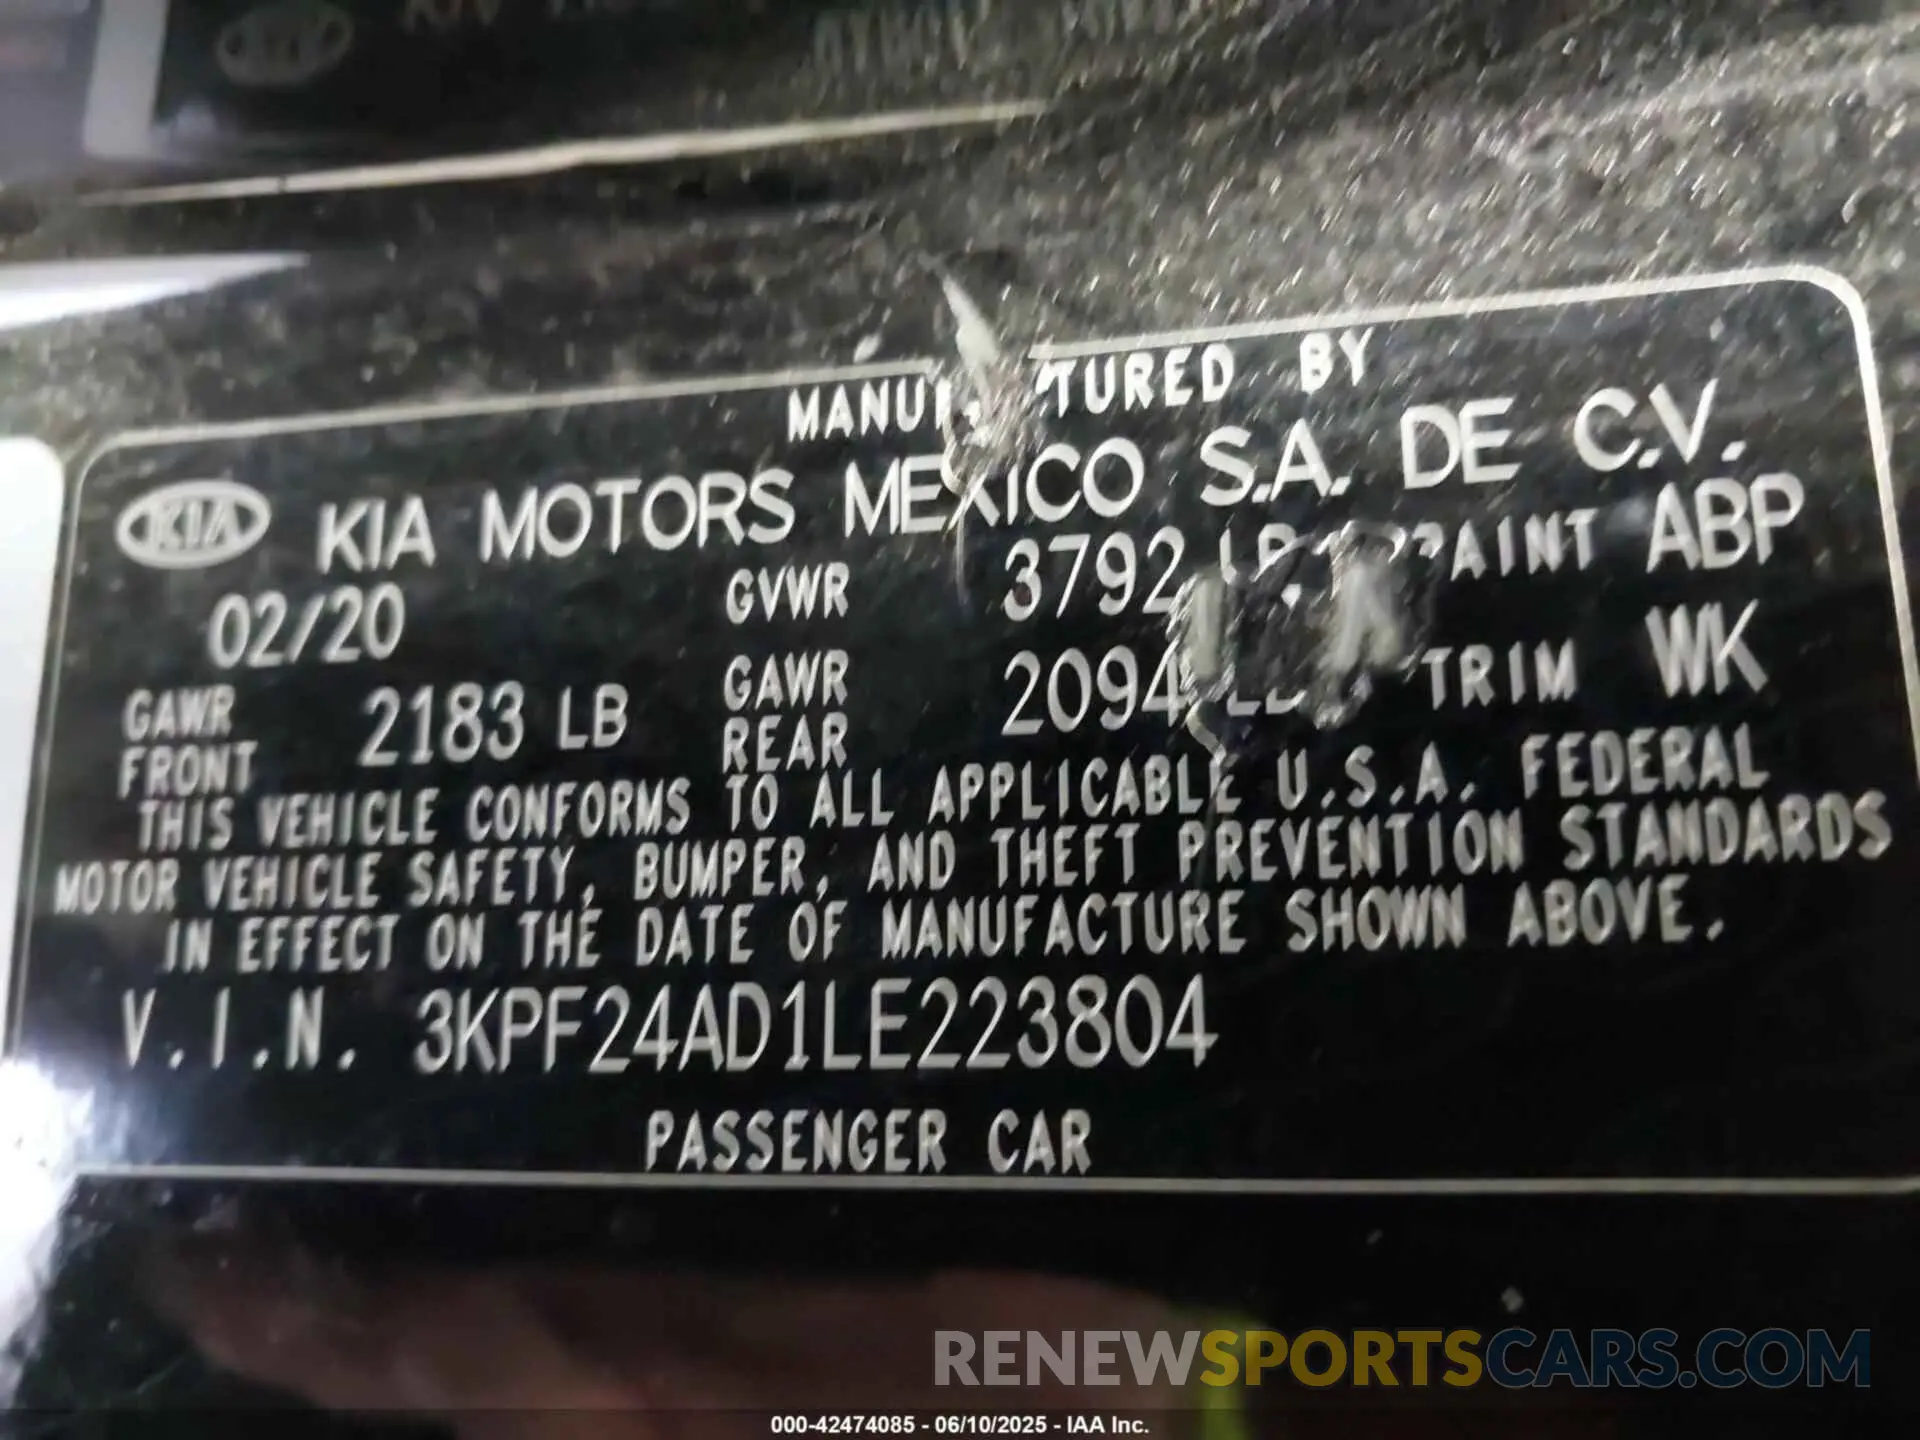 MANUFACTURED BY
KIA KIA MOTORS MEXICO S.A. DE C.V.
02/20 GVWR 3792 LB PAINT ABP
GAWR FRONT 2183 LB GAWR REAR 2094 LB TRIM WK
THIS VEHICLE CONFORMS TO ALL APPLICABLE U.S.A. FEDERAL
MOTOR VEHICLE SAFETY, BUMPER, AND THEFT PREVENTION STANDARDS
IN EFFECT ON THE DATE OF MANUFACTURE SHOWN ABOVE.
V.I.N. 3KPF24AD1LE223804
PASSENGER CAR
RENEWSPORTSCARS.COM
000-42474085 - 06/10/2025 - IAA Inc.